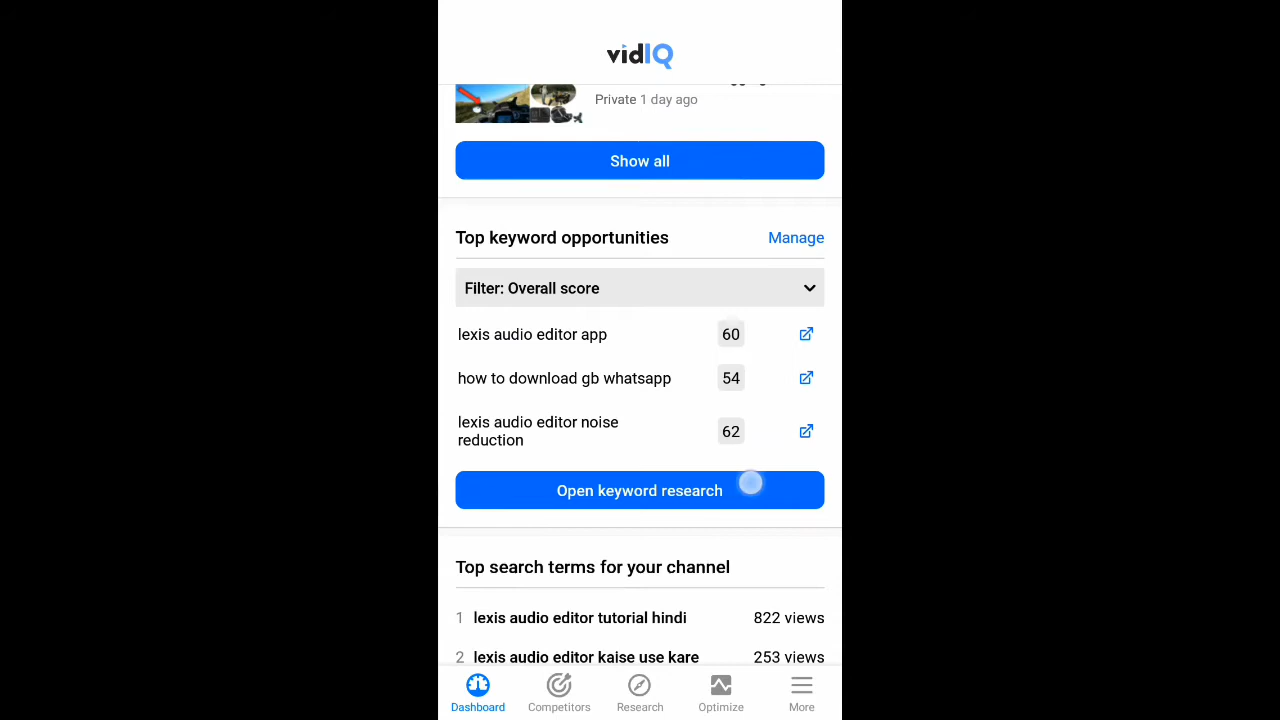 vidIQ
Private 1 day ago
Show all
Top keyword opportunities Manage
Filter: Overall score
lexis audio editor app 60
how to download gb whatsapp 54
lexis audio editor noise
reduction 62
Open keyword research
Top search terms for your channel
1 lexis audio editor tutorial hindi 822 views
2 lexis audio editor kaise use kare 253 views
Dashboard Competitors Research Optimize More